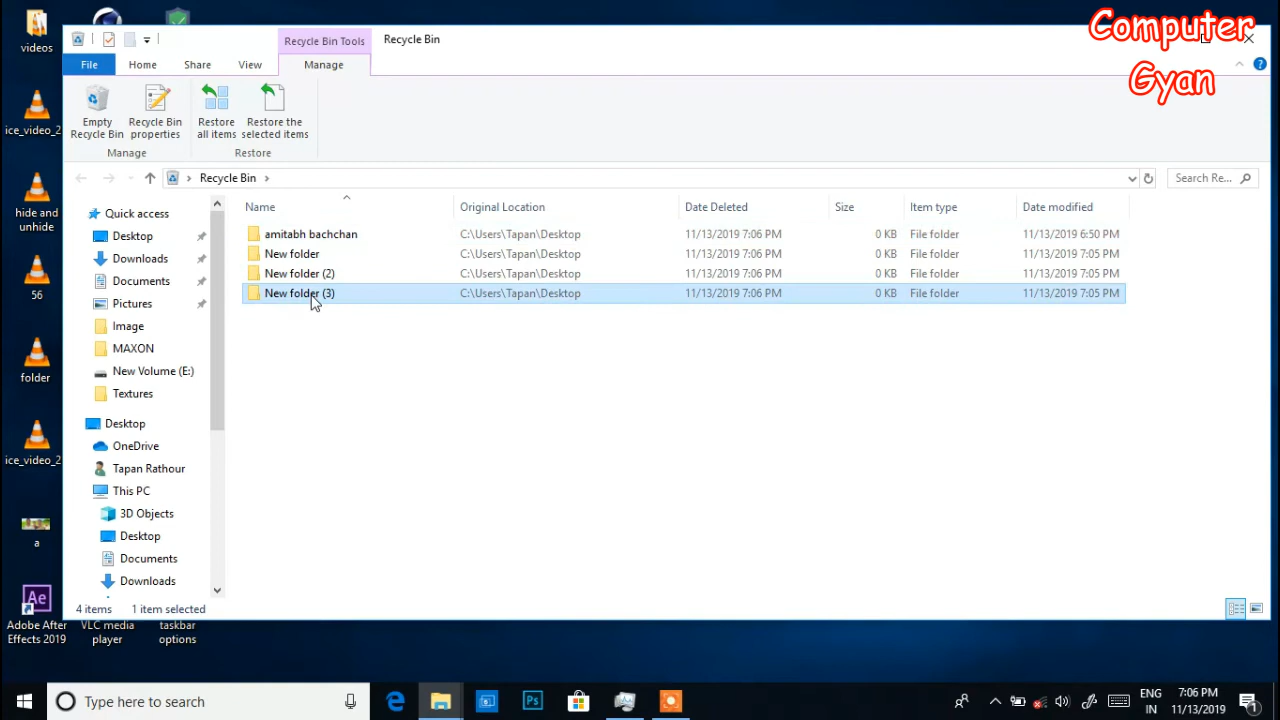 Computer
Gyan
videos
Recycle Bin Tools
Recycle Bin
File
Home
Share
View
Manage
Empty
Recycle Bin
Recycle Bin
properties
Restore
all items
Restore the
selected items
Manage
Restore
Recycle Bin
Search Re...
Name
Original Location
Date Deleted
Size
Item type
Date modified
amitabh bachchan
C:\Users\Tapan\Desktop
11/13/2019 7:06 PM
0 KB
File folder
11/13/2019 6:50 PM
New folder
C:\Users\Tapan\Desktop
11/13/2019 7:06 PM
0 KB
File folder
11/13/2019 7:05 PM
New folder (2)
C:\Users\Tapan\Desktop
11/13/2019 7:06 PM
0 KB
File folder
11/13/2019 7:05 PM
New folder (3)
C:\Users\Tapan\Desktop
11/13/2019 7:06 PM
0 KB
File folder
11/13/2019 7:05 PM
Quick access
Desktop
Downloads
Documents
Pictures
Image
MAXON
New Volume (E:)
Textures
Desktop
OneDrive
Tapan Rathour
This PC
3D Objects
Desktop
Documents
Downloads
4 items
1 item selected
ice_video_2
hide and
unhide
56
folder
ice_video_2
a
Ae
Adobe After
Effects 2019
VLC media
player
taskbar
options
Type here to search
Ps
ENG
IN
7:06 PM
11/13/2019
1